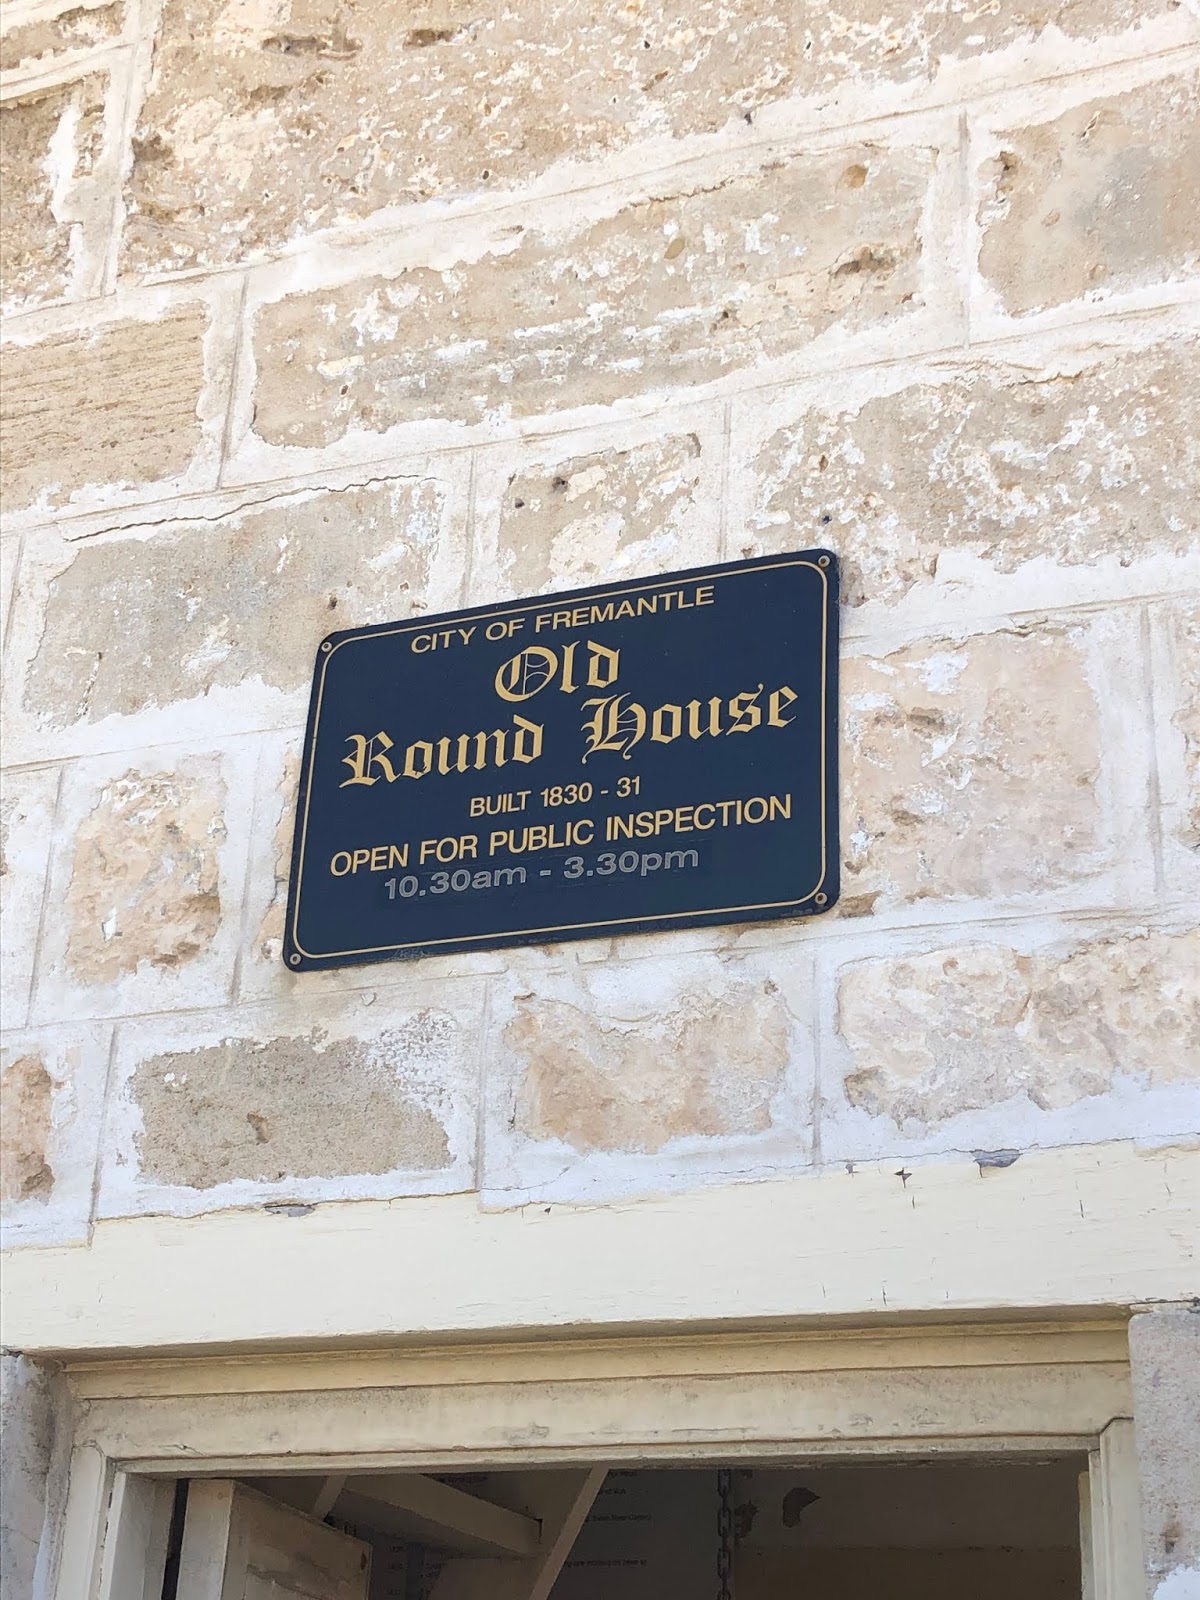 CITY OF FREMANTLE
Old
Round House
BUILT 1830 - 31
OPEN FOR PUBLIC INSPECTION
10.30am - 3.30pm